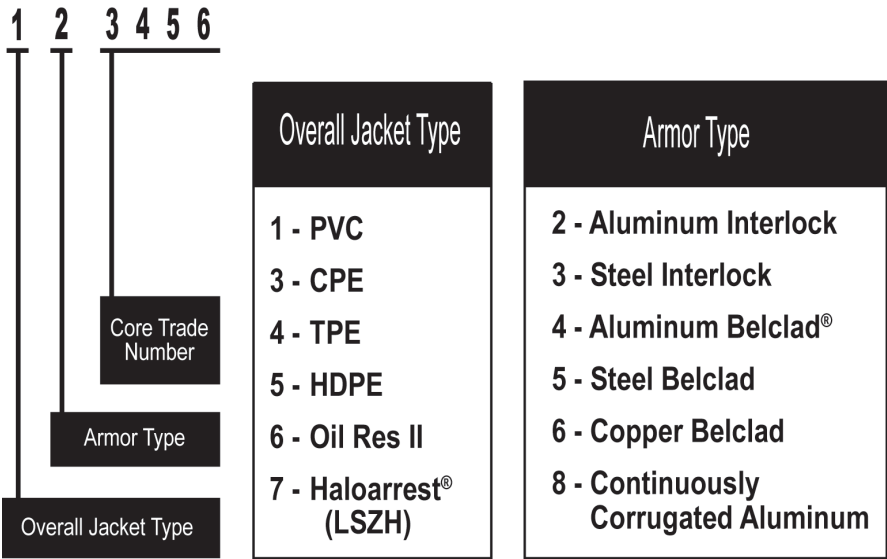 1 2 3 4 5 6
Core Trade
Number
Armor Type
Overall Jacket Type
Overall Jacket Type
1 - PVC
3 - CPE
4 - TPE
5 - HDPE
6 - Oil Res II
7 - Haloarrest®
(LSZH)
Armor Type
2 - Aluminum Interlock
3 - Steel Interlock
4 - Aluminum Belclad®
5 - Steel Belclad
6 - Copper Belclad
8 - Continuously
Corrugated Aluminum